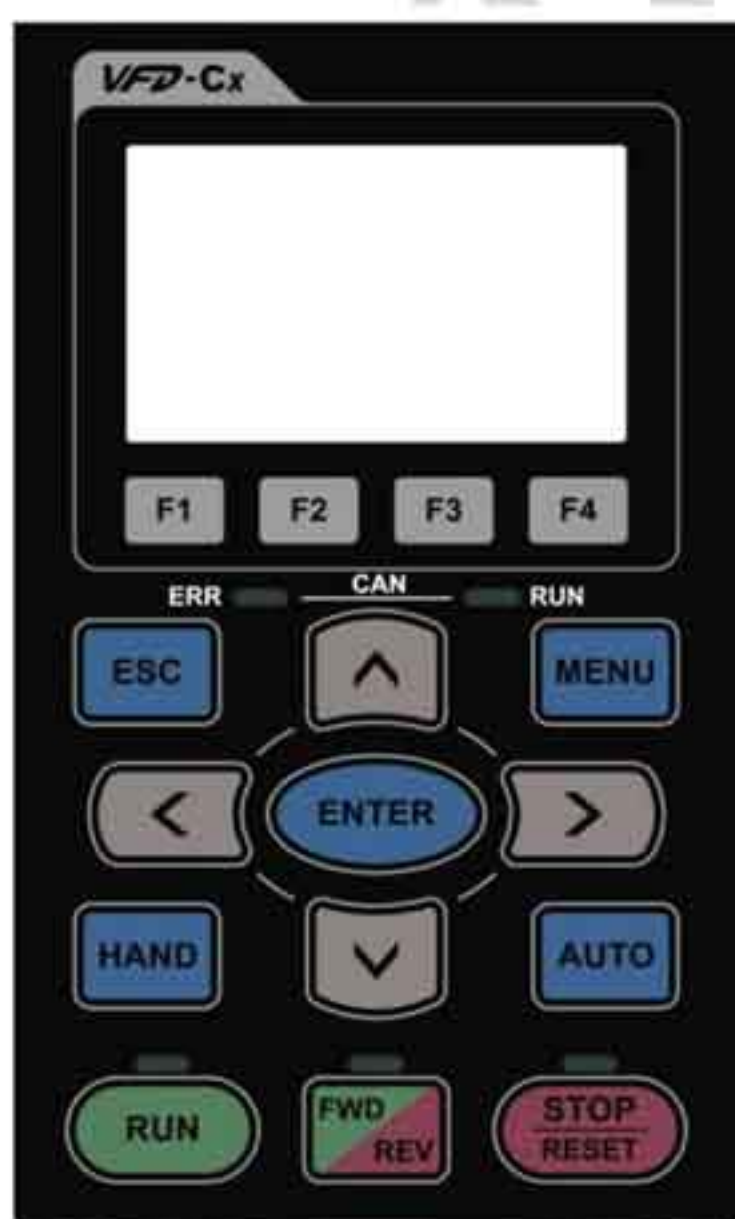 VFD-Cx
F1 F2 F3 F4
ERR CAN RUN
ESC MENU
ENTER
HAND AUTO
RUN FWD REV STOP RESET